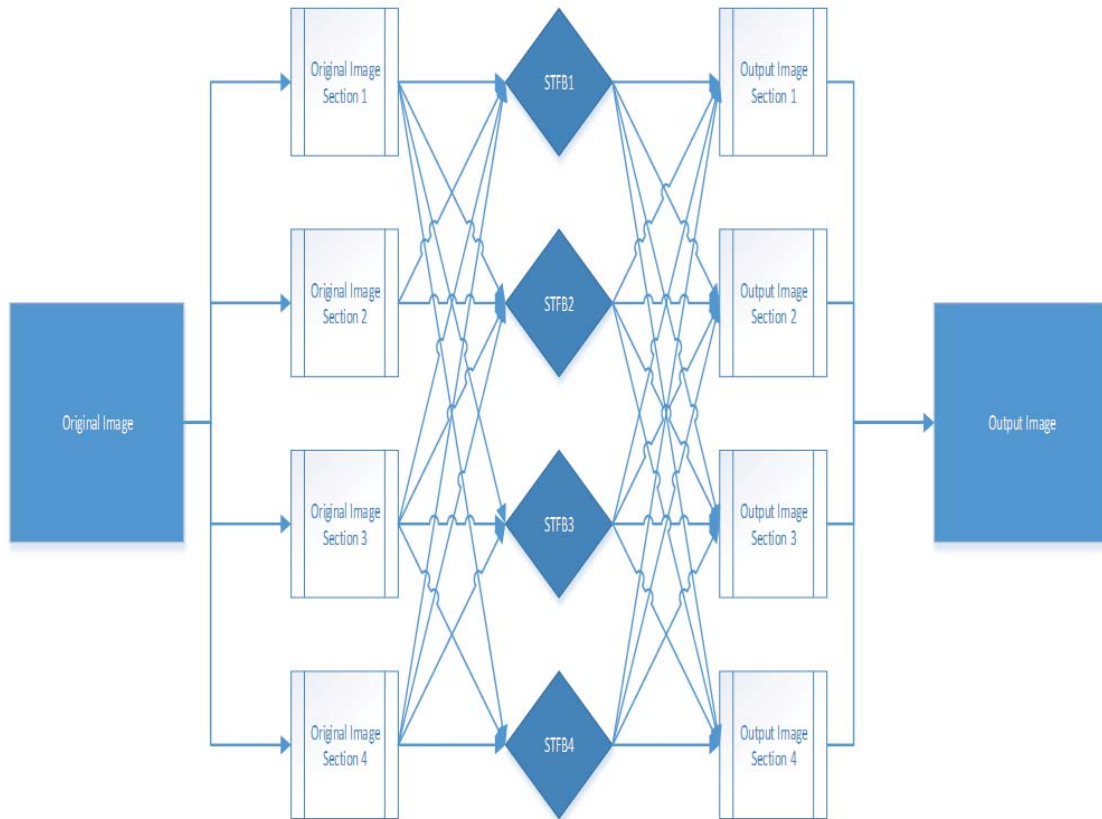 Original Image
Original Image
Section 1
Original Image
Section 2
Original Image
Section 3
Original Image
Section 4
STFB1
STFB2
STFB3
STFB4
Output Image
Section 1
Output Image
Section 2
Output Image
Section 3
Output Image
Section 4
Output Image